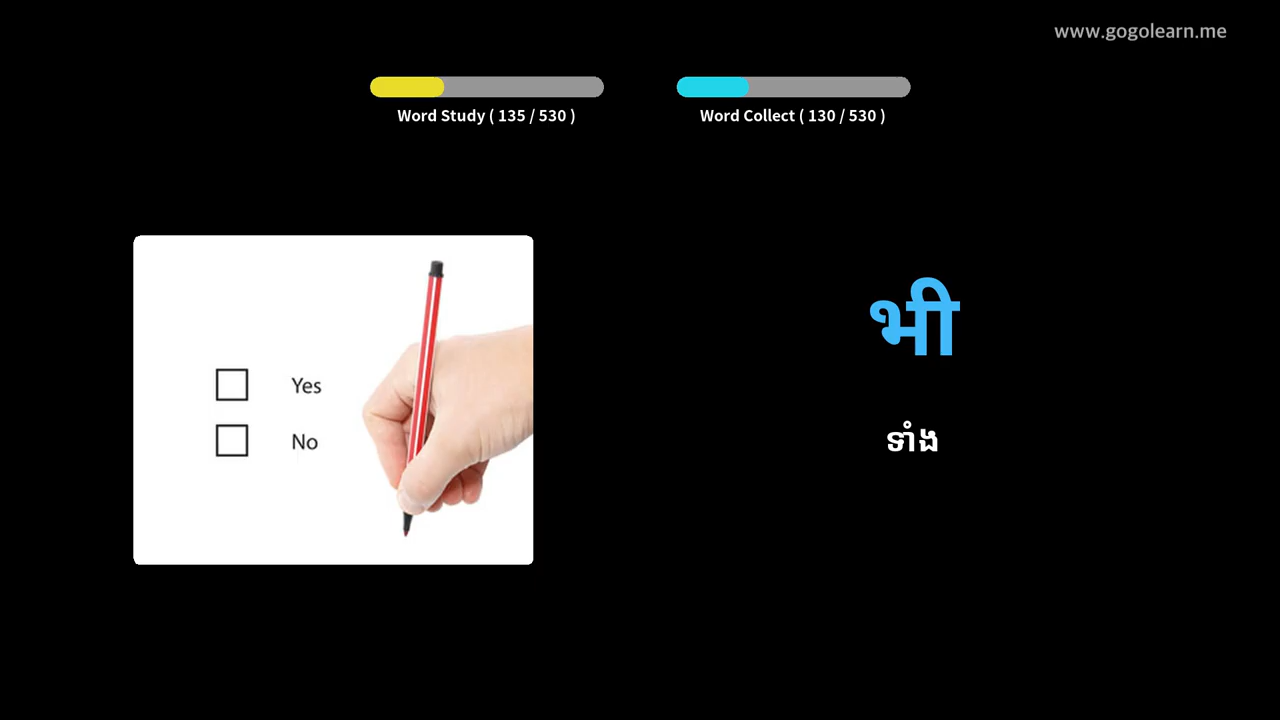 www.gogolearn.me
Word Study ( 135 / 530 )
Word Collect ( 130 / 530 )
Yes
No
भी
ទាំង